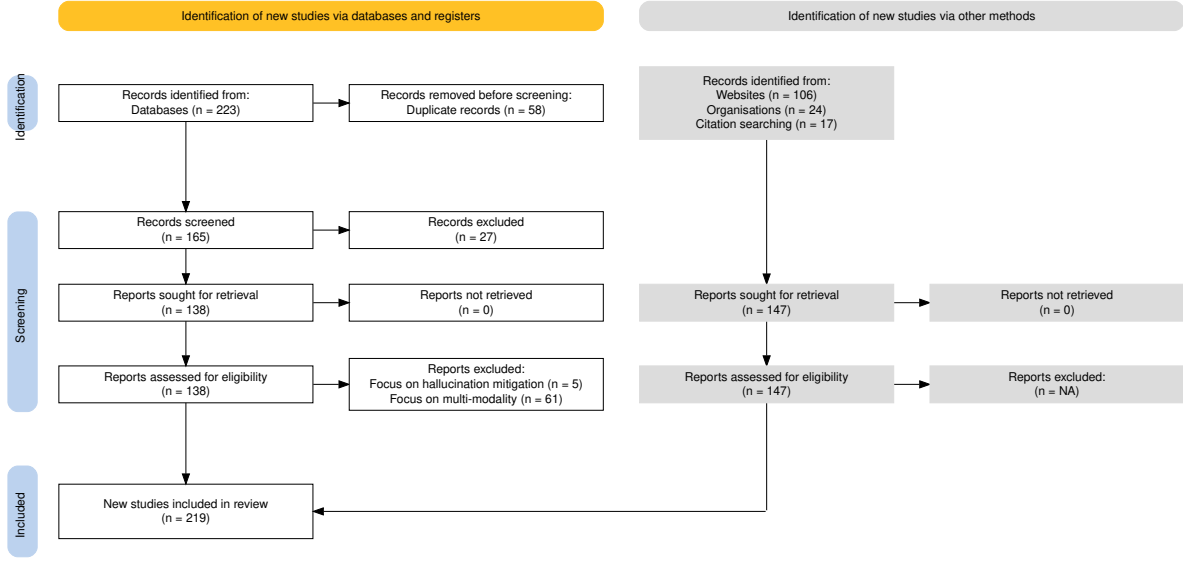 Identification of new studies via databases and registers
Identification of new studies via other methods
Identification
Records identified from:
Databases (n = 223)
Records removed before screening:
Duplicate records (n = 58)
Records identified from:
Websites (n = 106)
Organisations (n = 24)
Citation searching (n = 17)
Screening
Records screened
(n = 165)
Records excluded
(n = 27)
Reports sought for retrieval
(n = 138)
Reports not retrieved
(n = 0)
Reports sought for retrieval
(n = 147)
Reports not retrieved
(n = 0)
Reports assessed for eligibility
(n = 138)
Reports excluded:
Focus on hallucination mitigation (n = 5)
Focus on multi-modality (n = 61)
Reports assessed for eligibility
(n = 147)
Reports excluded:
(n = NA)
Included
New studies included in review
(n = 219)